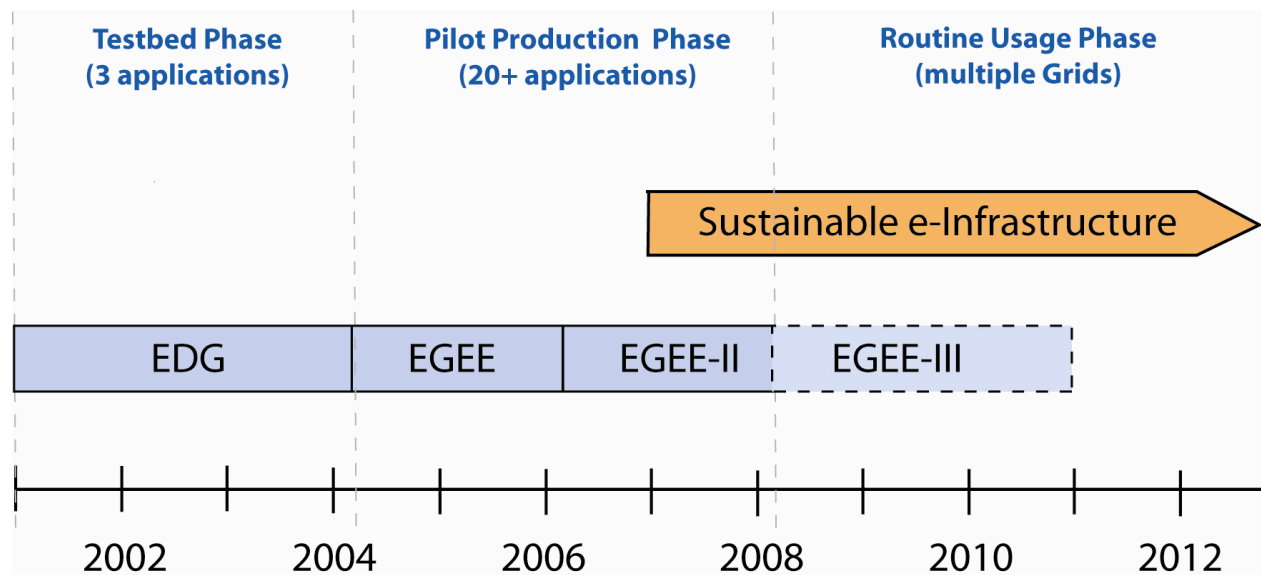 Testbed Phase
(3 applications)
Pilot Production Phase
(20+ applications)
Routine Usage Phase
(multiple Grids)
Sustainable e-Infrastructure
EDG
EGEE
EGEE-II
EGEE-III
2002
2004
2006
2008
2010
2012